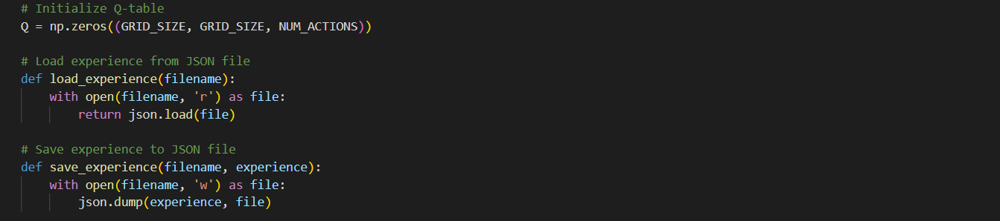 # Initialize Q-table
Q = np.zeros((GRID_SIZE, GRID_SIZE, NUM_ACTIONS))
# Load experience from JSON file
def load_experience(filename):
    with open(filename, 'r') as file:
        return json.load(file)
# Save experience to JSON file
def save_experience(filename, experience):
    with open(filename, 'w') as file:
        json.dump(experience, file)